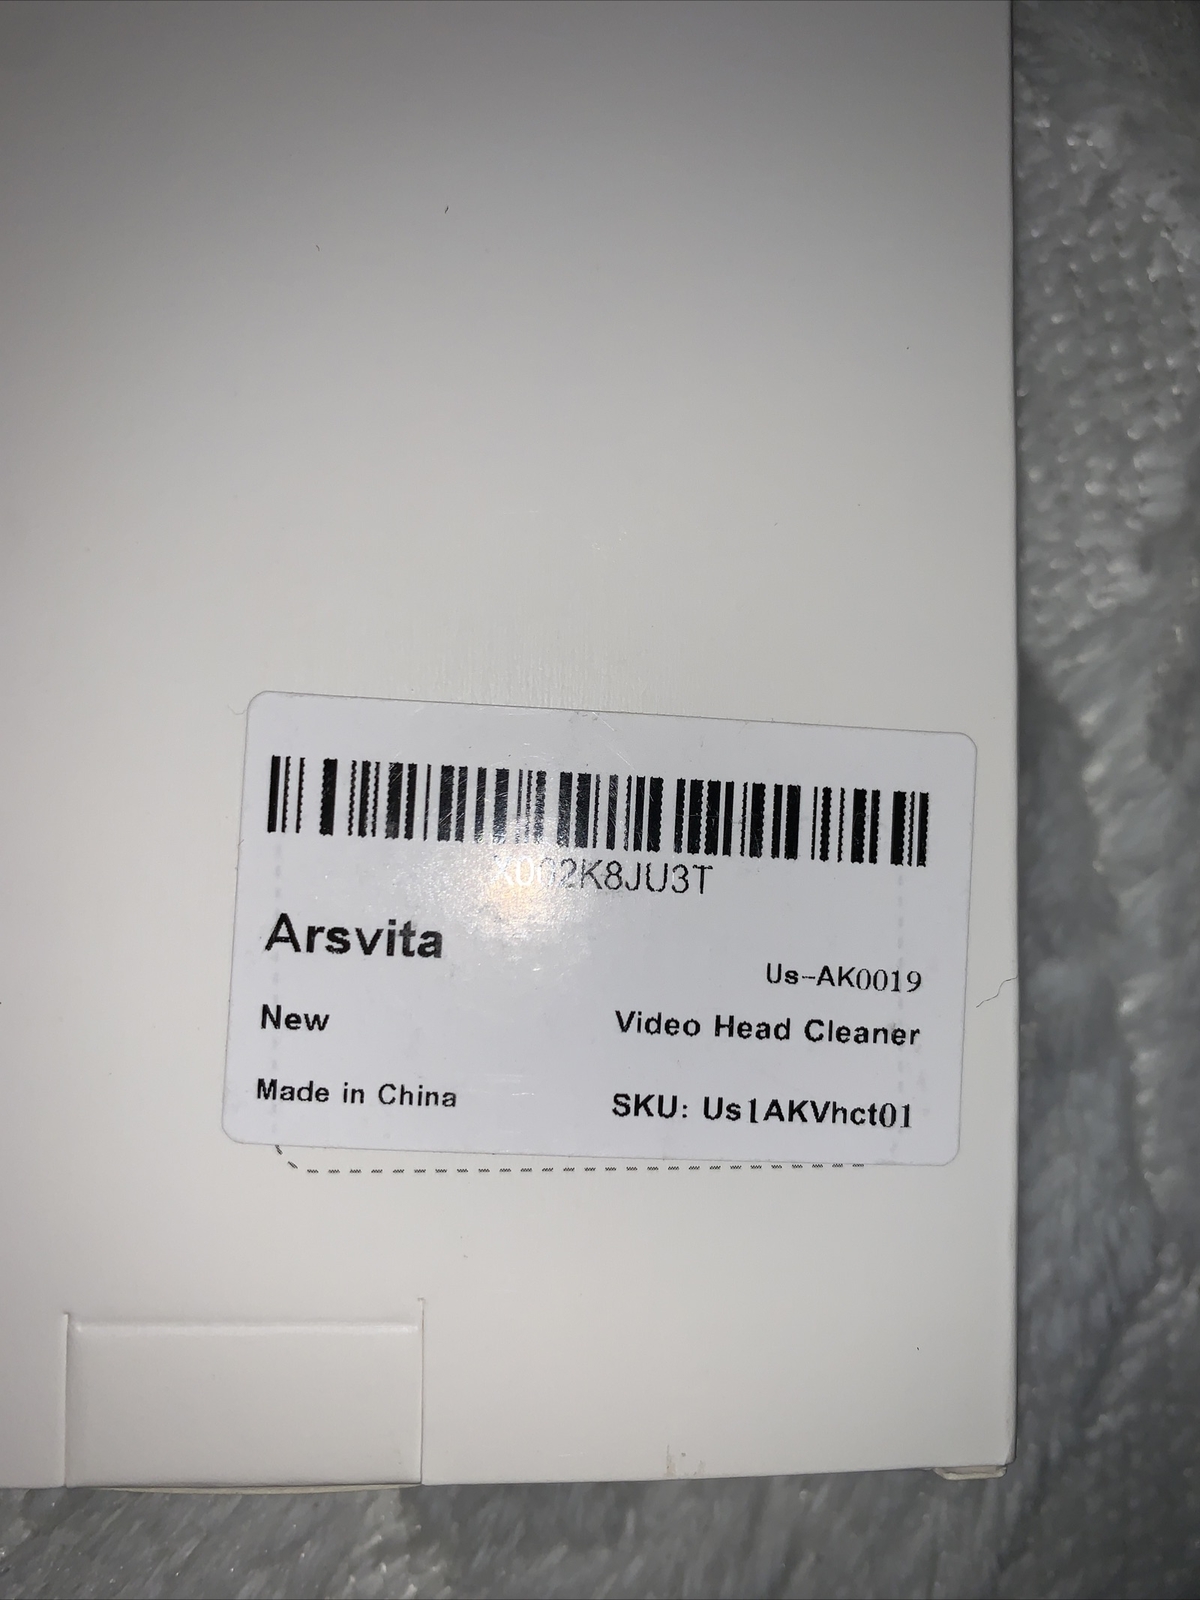 X002K8JU3T
Arsvita
Us-AK0019
New
Video Head Cleaner
Made in China
SKU: Us1AKVhct01